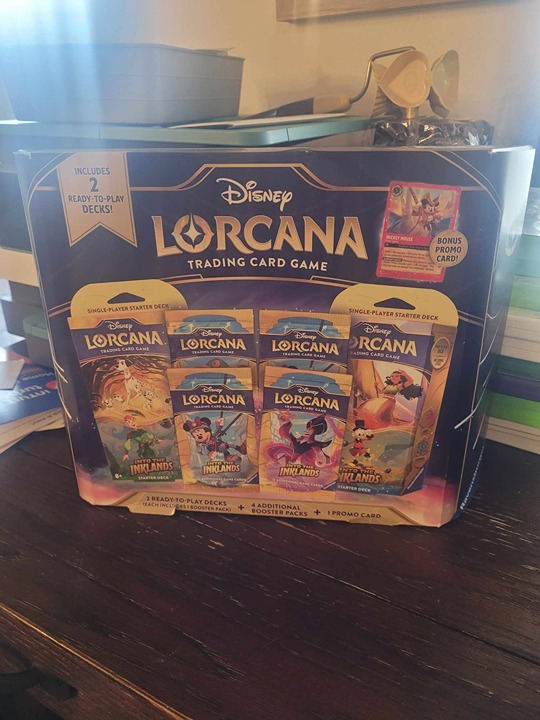 INCLUDES
2
READY-TO-PLAY
DECKS!
Disney
LORCANA
TRADING CARD GAME
MICKEY MOUSE
BONUS
PROMO
CARD!
SINGLE-PLAYER STARTER DECK
Disney
LORCANA
TRADING CARD GAME
INTO THE
INKLANDS
STARTER DECK
6+
Disney
LORCANA
TRADING CARD GAME
Disney
LORCANA
TRADING CARD GAME
Disney
LORCANA
TRADING CARD GAME
INTO THE
INKLANDS
Disney
LORCANA
TRADING CARD GAME
INTO THE
INKLANDS
SINGLE-PLAYER STARTER DECK
Disney
LORCANA
TRADING CARD GAME
INTO THE
INKLANDS
STARTER DECK
2 READY-TO-PLAY DECKS
(EACH INCLUDES 1 BOOSTER PACK)
+
4 ADDITIONAL
BOOSTER PACKS
+
1 PROMO CARD